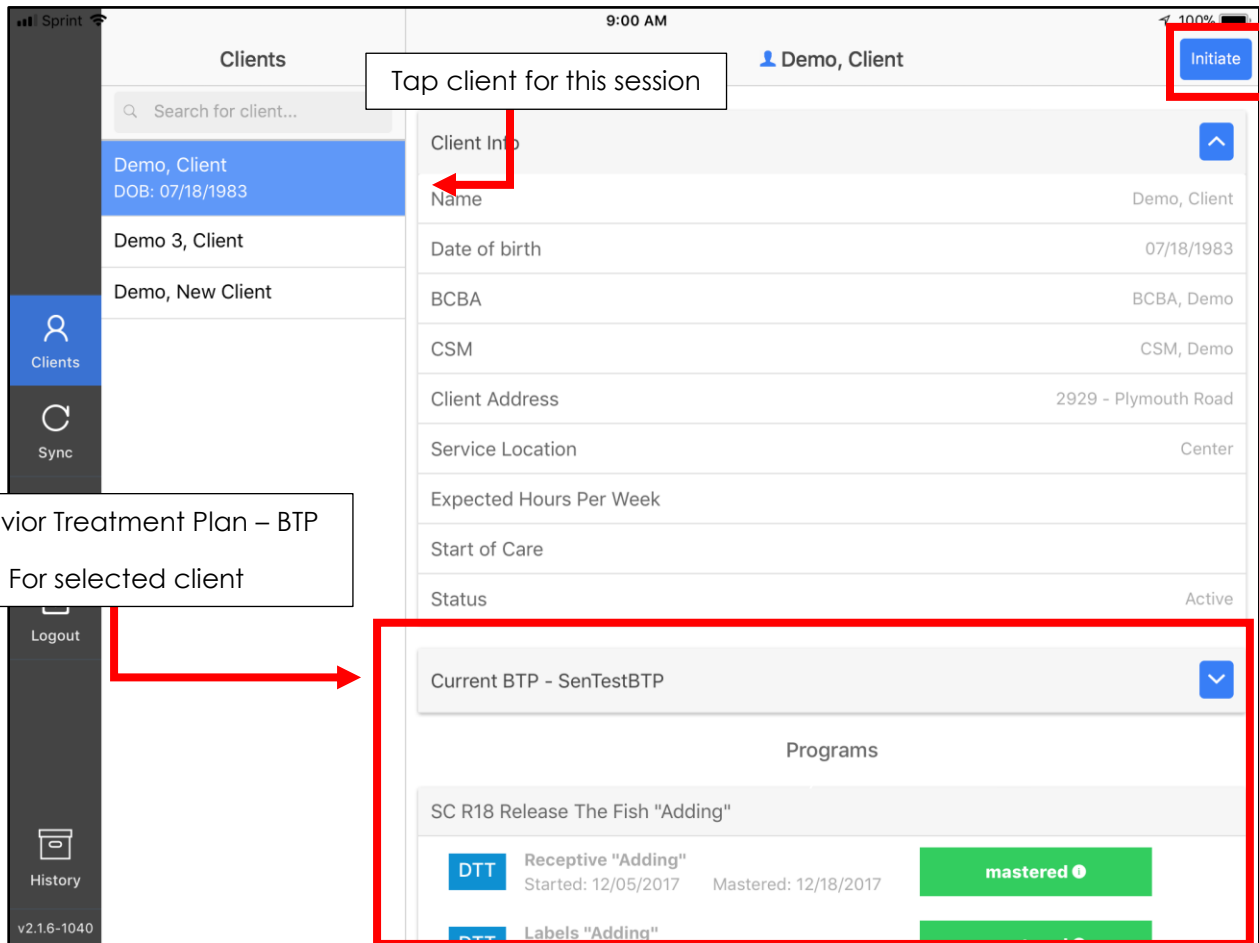 Sprint
9:00 AM
100%
Clients
Demo, Client
Initiate
Tap client for this session
Search for client...
Demo, Client
DOB: 07/18/1983
Demo 3, Client
Demo, New Client
Clients
Sync
vior Treatment Plan – BTP
For selected client
Logout
History
v2.1.6-1040
Client Info
Name Demo, Client
Date of birth 07/18/1983
BCBA BCBA, Demo
CSM CSM, Demo
Client Address 2929 - Plymouth Road
Service Location Center
Expected Hours Per Week
Start of Care
Status Active
Current BTP - SenTestBTP
Programs
SC R18 Release The Fish "Adding"
DTT
Receptive "Adding"
Started: 12/05/2017 Mastered: 12/18/2017
mastered
DTT
Labels "Adding"